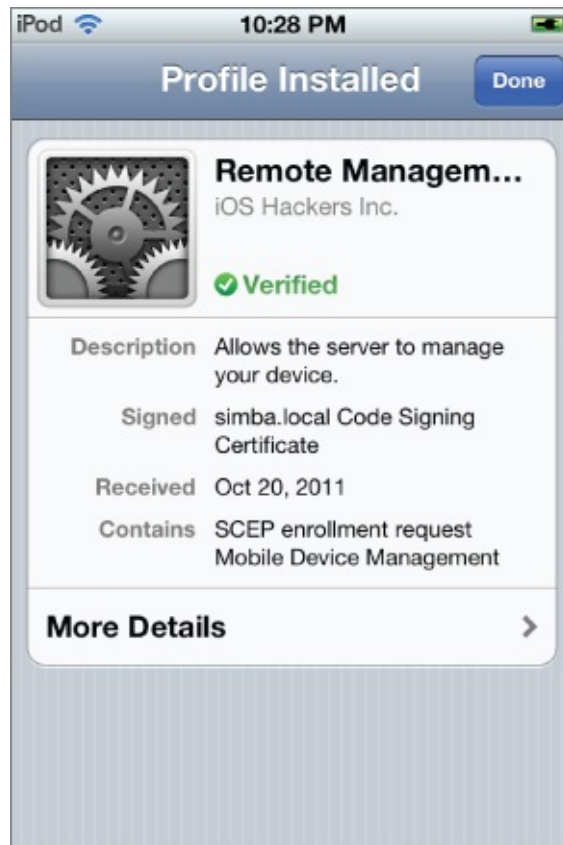 iPod 10:28 PM
Profile Installed Done
Remote Managem...
iOS Hackers Inc.
Verified
Description Allows the server to manage
your device.
Signed simba.local Code Signing
Certificate
Received Oct 20, 2011
Contains SCEP enrollment request
Mobile Device Management
More Details